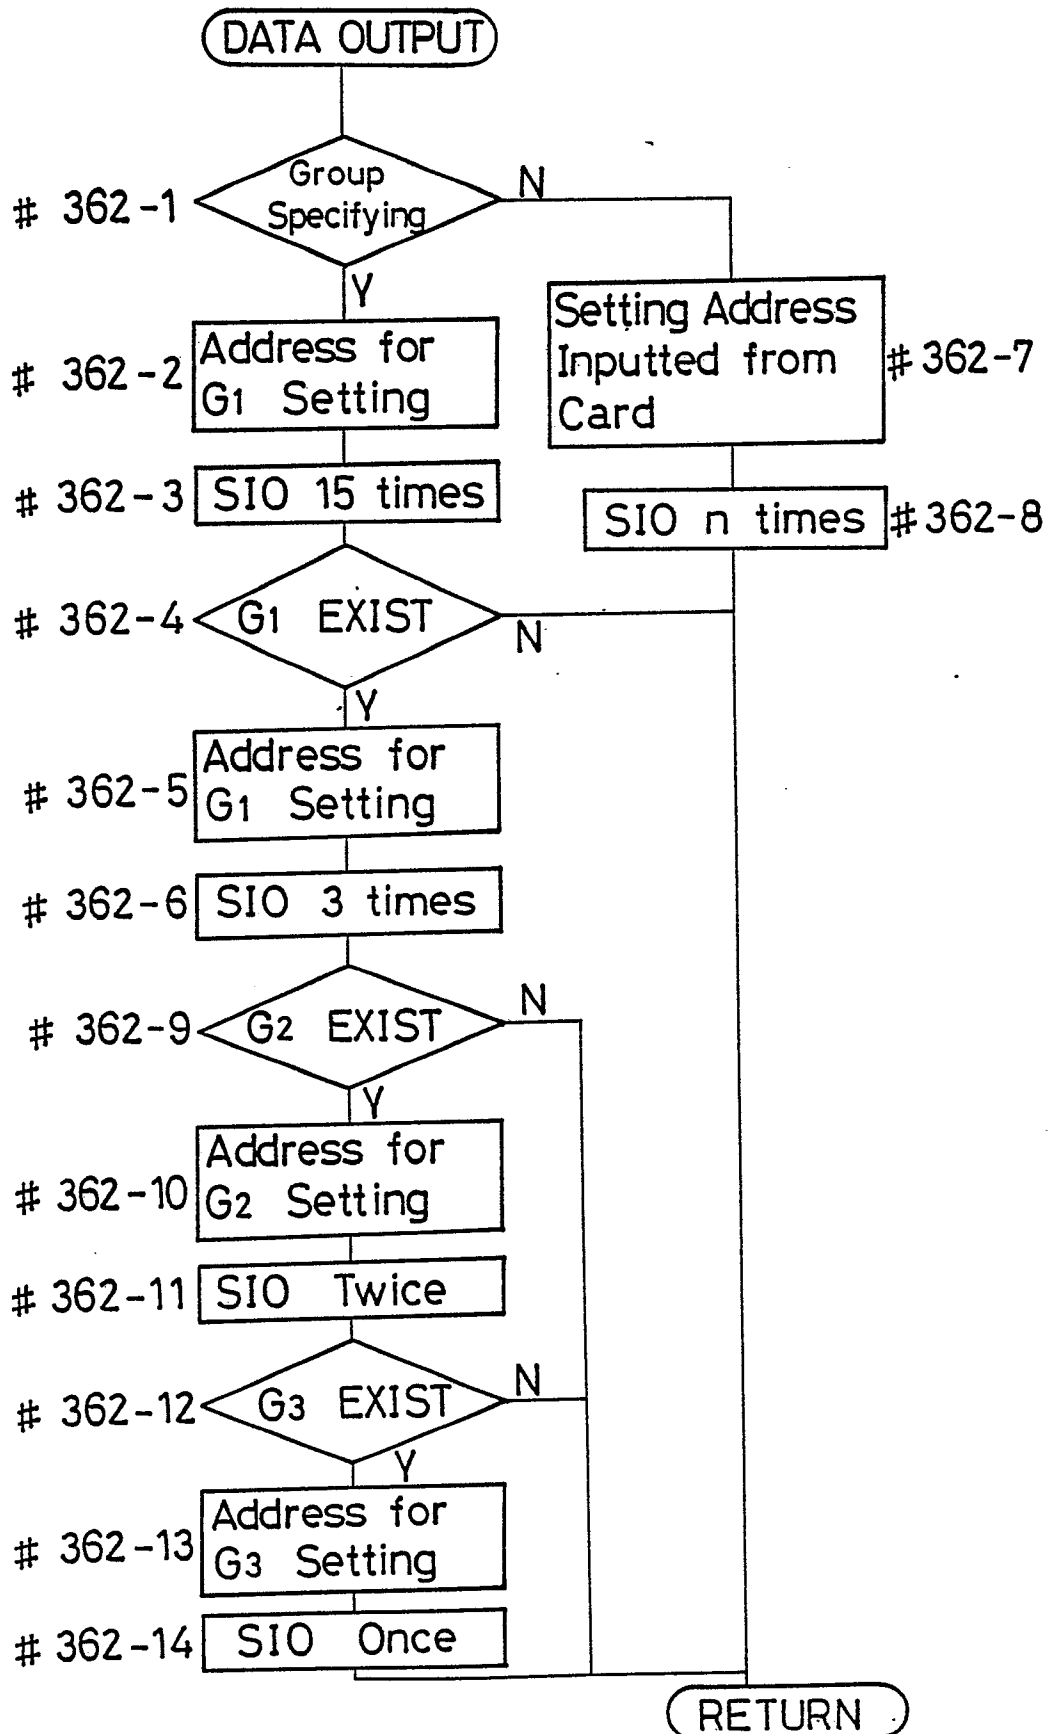 DATA OUTPUT
Group
Specifying
N
# 362-1
Y
Setting Address
Inputted from
Card
# 362-7
Address for
G1 Setting
# 362-2
# 362-3
SIO 15 times
SIO n times
# 362-8
# 362-4
G1 EXIST
N
Y
Address for
G1 Setting
# 362-5
# 362-6
SIO 3 times
N
# 362-9
G2 EXIST
Y
Address for
G2 Setting
# 362-10
# 362-11
SIO Twice
N
# 362-12
G3 EXIST
Y
Address for
G3 Setting
# 362-13
# 362-14
SIO Once
RETURN